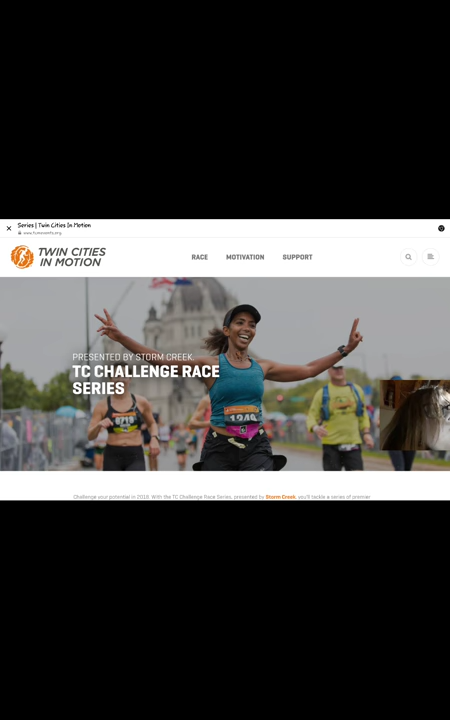 Series | Twin Cities In Motion
www.tcmevents.org
TWIN CITIES
IN MOTION
RACE
MOTIVATION
SUPPORT
PRESENTED BY STORM CREEK
TC CHALLENGE RACE
SERIES
1249
Challenge your potential in 2018. With the TC Challenge Race Series, presented by Storm Creek, you'll tackle a series of premier